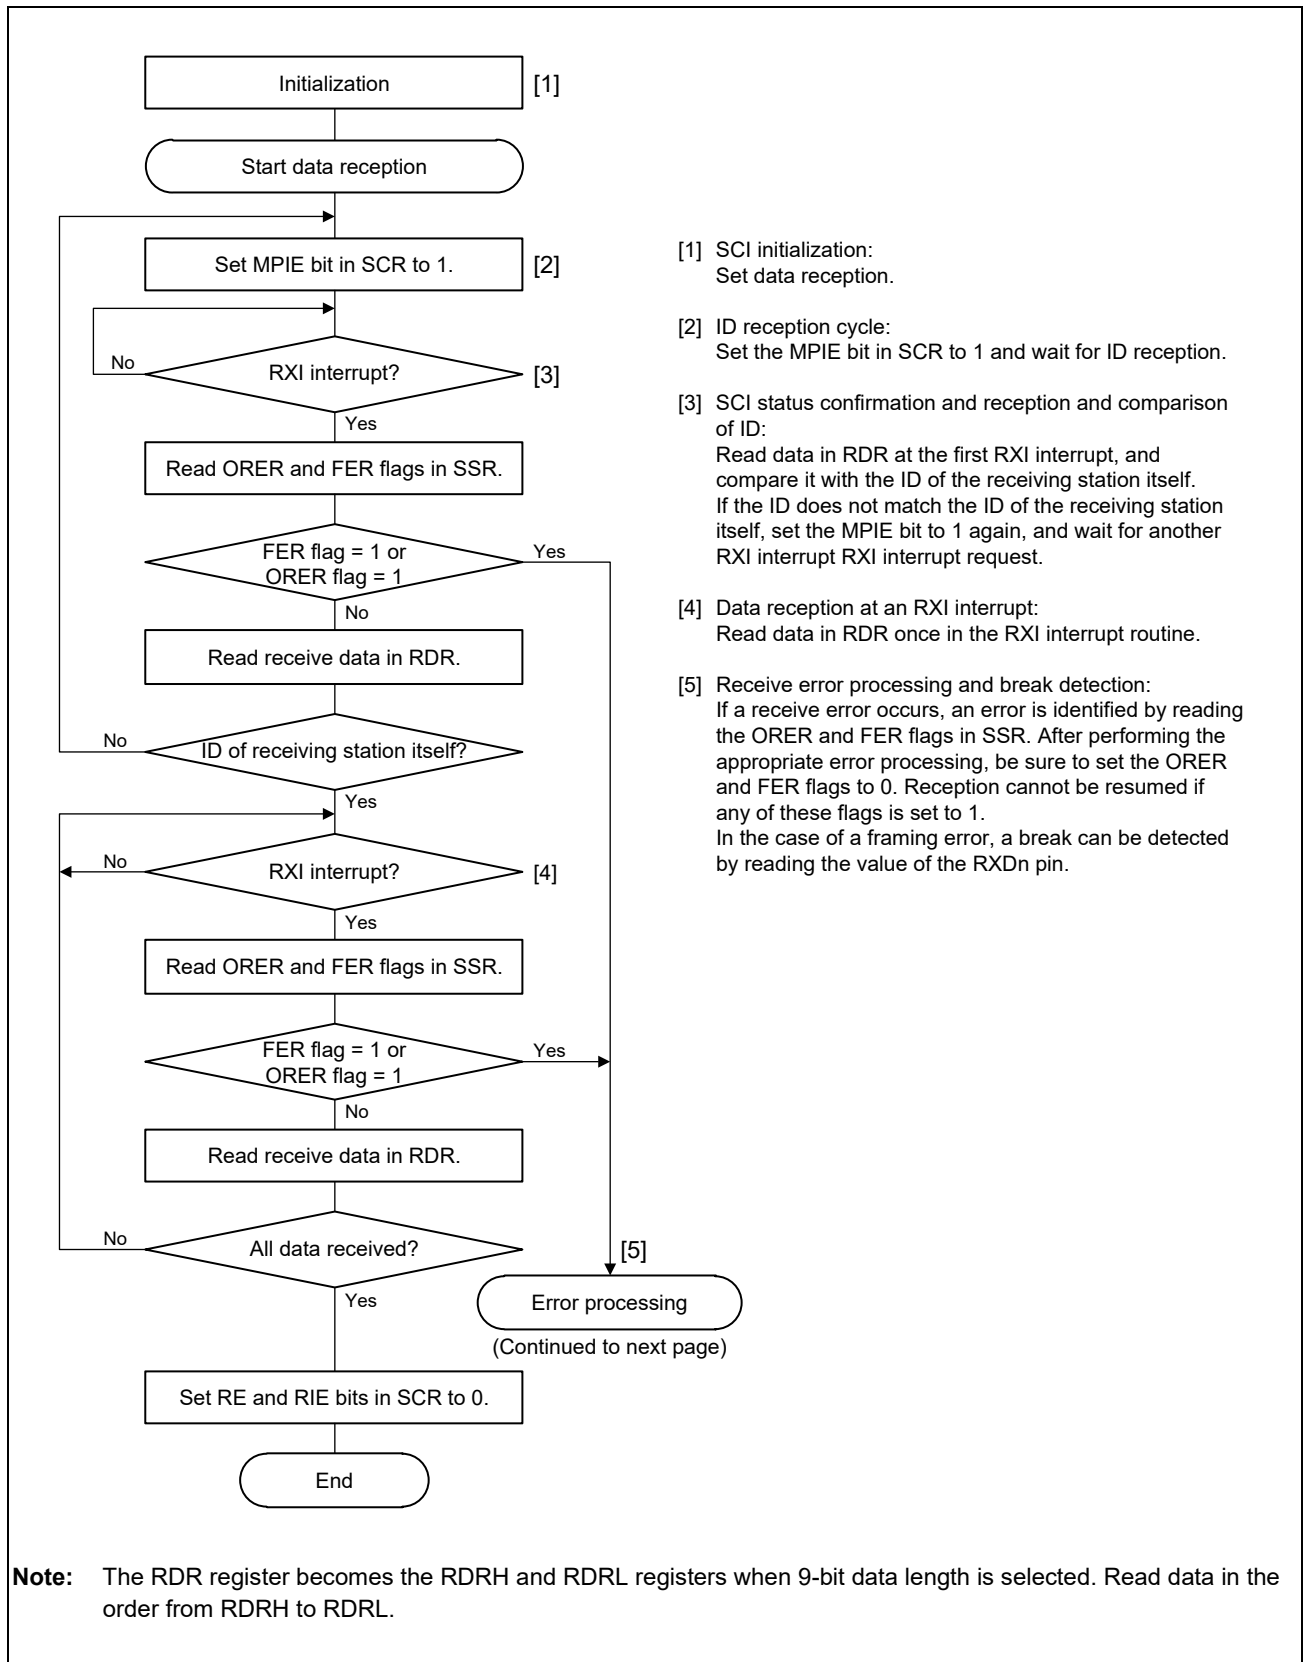 Initialization
[1]
Start data reception
Set MPIE bit in SCR to 1.
[2]
No
RXI interrupt?
[3]
Yes
Read ORER and FER flags in SSR.
FER flag = 1 or
ORER flag = 1
Yes
No
Read receive data in RDR.
No
ID of receiving station itself?
Yes
No
RXI interrupt?
[4]
Yes
Read ORER and FER flags in SSR.
FER flag = 1 or
ORER flag = 1
Yes
No
Read receive data in RDR.
No
All data received?
[5]
Yes
Error processing
(Continued to next page)
Set RE and RIE bits in SCR to 0.
End
[1] SCI initialization:
Set data reception.
[2] ID reception cycle:
Set the MPIE bit in SCR to 1 and wait for ID reception.
[3] SCI status confirmation and reception and comparison
of ID:
Read data in RDR at the first RXI interrupt, and
compare it with the ID of the receiving station itself.
If the ID does not match the ID of the receiving station
itself, set the MPIE bit to 1 again, and wait for another
RXI interrupt RXI interrupt request.
[4] Data reception at an RXI interrupt:
Read data in RDR once in the RXI interrupt routine.
[5] Receive error processing and break detection:
If a receive error occurs, an error is identified by reading
the ORER and FER flags in SSR. After performing the
appropriate error processing, be sure to set the ORER
and FER flags to 0. Reception cannot be resumed if
any of these flags is set to 1.
In the case of a framing error, a break can be detected
by reading the value of the RXDn pin.
Note: The RDR register becomes the RDRH and RDRL registers when 9-bit data length is selected. Read data in the
order from RDRH to RDRL.